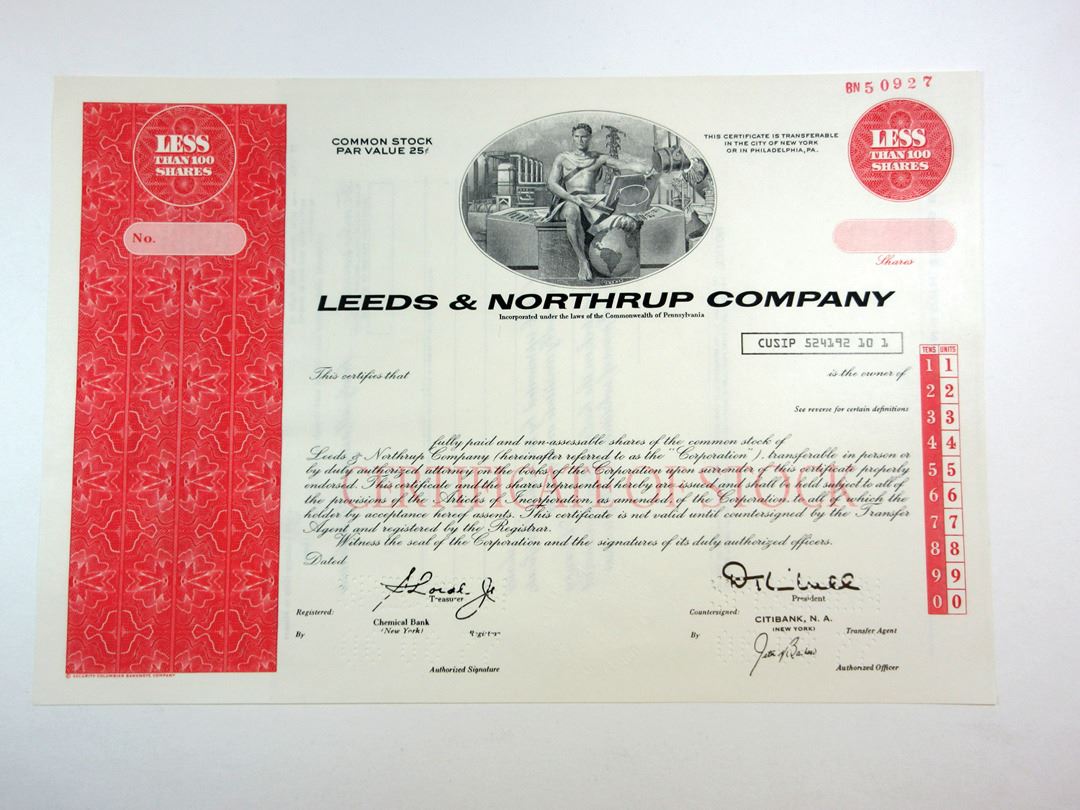 BN 50927
LESS
THAN 100
SHARES
COMMON STOCK
PAR VALUE 25¢
THIS CERTIFICATE IS TRANSFERABLE
IN THE CITY OF NEW YORK
OR IN PHILADELPHIA, PA.
LESS
THAN 100
SHARES
No.
Shares
LEEDS & NORTHRUP COMPANY
Incorporated under the laws of the Commonwealth of Pennsylvania
CUSIP 524192 10 1
This certifies that
is the owner of
See reverse for certain definitions
TENS UNITS
1 1
2 2
3 3
4 4
5 5
6 6
7 7
8 8
9 9
0 0
fully paid and non-assessable shares of the common stock of
Leeds & Northrup Company (hereinafter referred to as the "Corporation"), transferable in person or
by duly authorized attorney on the books of the Corporation upon surrender of this certificate properly
endorsed. This certificate and the shares represented hereby are issued and shall be held subject to all of
the provisions of the Articles of Incorporation, as amended, of the Corporation to all of which the
holder by acceptance hereof assents. This certificate is not valid until countersigned by the Transfer
Agent and registered by the Registrar.
CERTIFICATE OF STOCK
Witness the seal of the Corporation and the signatures of its duly authorized officers.
Dated
Treasurer
President
Registered:
Chemical Bank
(New York)
By
Registrar
Authorized Signature
Countersigned:
CITIBANK, N. A.
(NEW YORK)
By
Transfer Agent
Authorized Officer
© SECURITY-COLUMBIAN BANKNOTE COMPANY